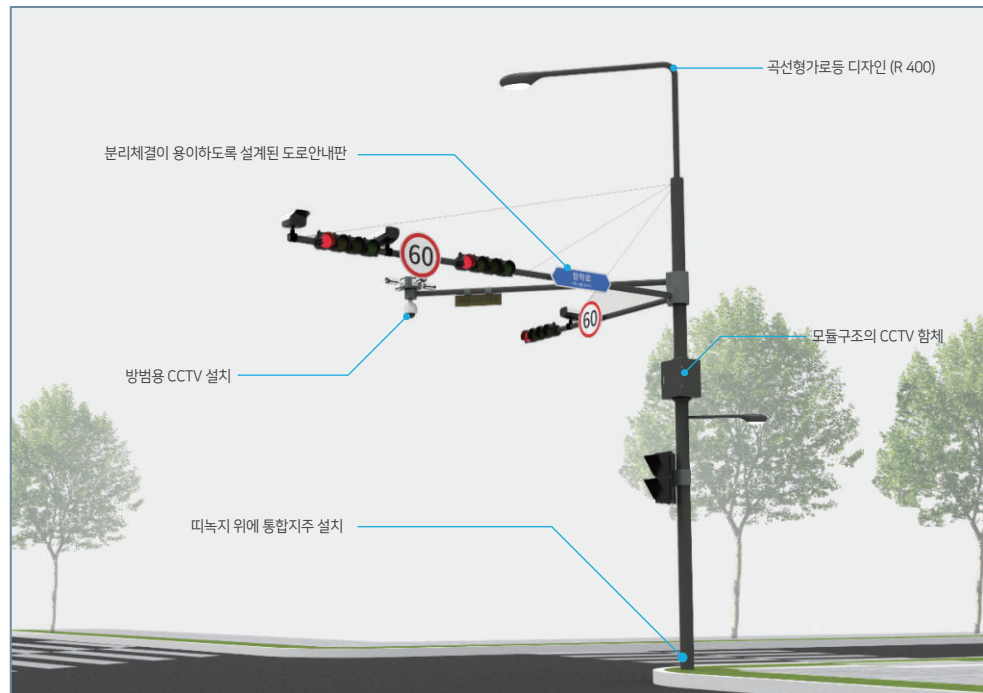 곡선형가로등 디자인 (R 400)
분리체결이 용이하도록 설계된 도로안내판
60
60
모듈구조의 CCTV 함체
방범용 CCTV 설치
띠녹지 위에 통합지주 설치